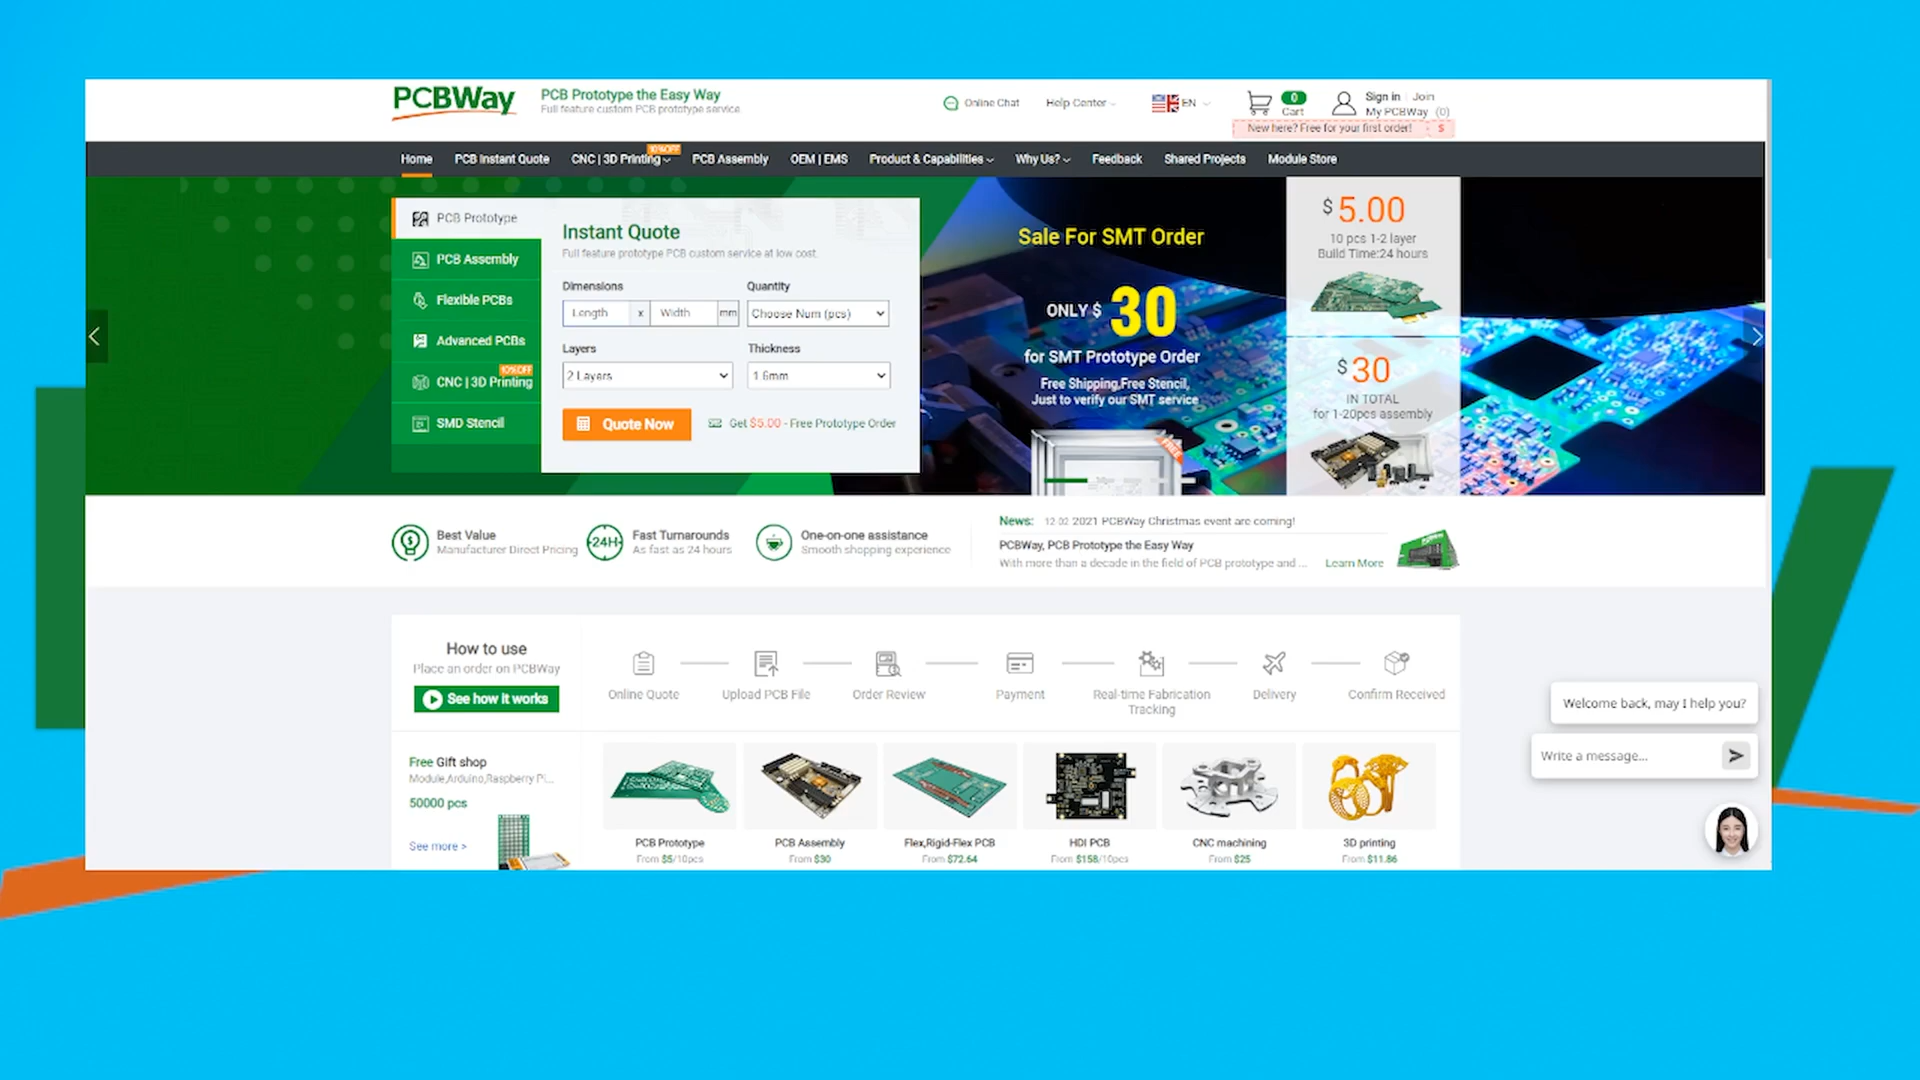 PCBWay
PCB Prototype the Easy Way
Full feature custom PCB prototype service
Online Chat
Help Center
EN
0
Cart
Sign in | Join
My PCBWay (0)
New here? Free for your first order! - $
Home
PCB Instant Quote
CNC | 3D Printing
10%OFF
PCB Assembly
OEM | EMS
Product & Capabilities
Why Us?
Feedback
Shared Projects
Module Store
PCB Prototype
PCB Assembly
Flexible PCBs
Advanced PCBs
10%OFF
CNC | 3D Printing
SMD Stencil
Instant Quote
Full feature prototype PCB custom service at low cost.
Dimensions
Quantity
Length x Width mm
Choose Num (pcs)
Layers
Thickness
2 Layers
1.6mm
Quote Now
Get $5.00 - Free Prototype Order
Sale For SMT Order
ONLY $ 30
for SMT Prototype Order
Free Shipping,Free Stencil,
Just to verify our SMT service
FREE
$ 5.00
10 pcs 1-2 layer
Build Time:24 hours
$ 30
IN TOTAL
for 1-20pcs assembly
Best Value
Manufacturer Direct Pricing
24H
Fast Turnarounds
As fast as 24 hours
One-on-one assistance
Smooth shopping experience
News: 12-02 2021 PCBWay Christmas event are coming!
PCBWay, PCB Prototype the Easy Way
With more than a decade in the field of PCB prototype and ... Learn More
How to use
Place an order on PCBWay
See how it works
Online Quote
Upload PCB File
Order Review
Payment
Real-time Fabrication
Tracking
Delivery
Confirm Received
Free Gift shop
Module,Arduino,Raspberry Pi...
50000 pcs
See more >
PCB Prototype
From $5/10pcs
PCB Assembly
From $30
Flex,Rigid-Flex PCB
From $72.64
HDI PCB
From $158/10pcs
CNC machining
From $25
3D printing
From $11.86
Welcome back, may I help you?
Write a message...